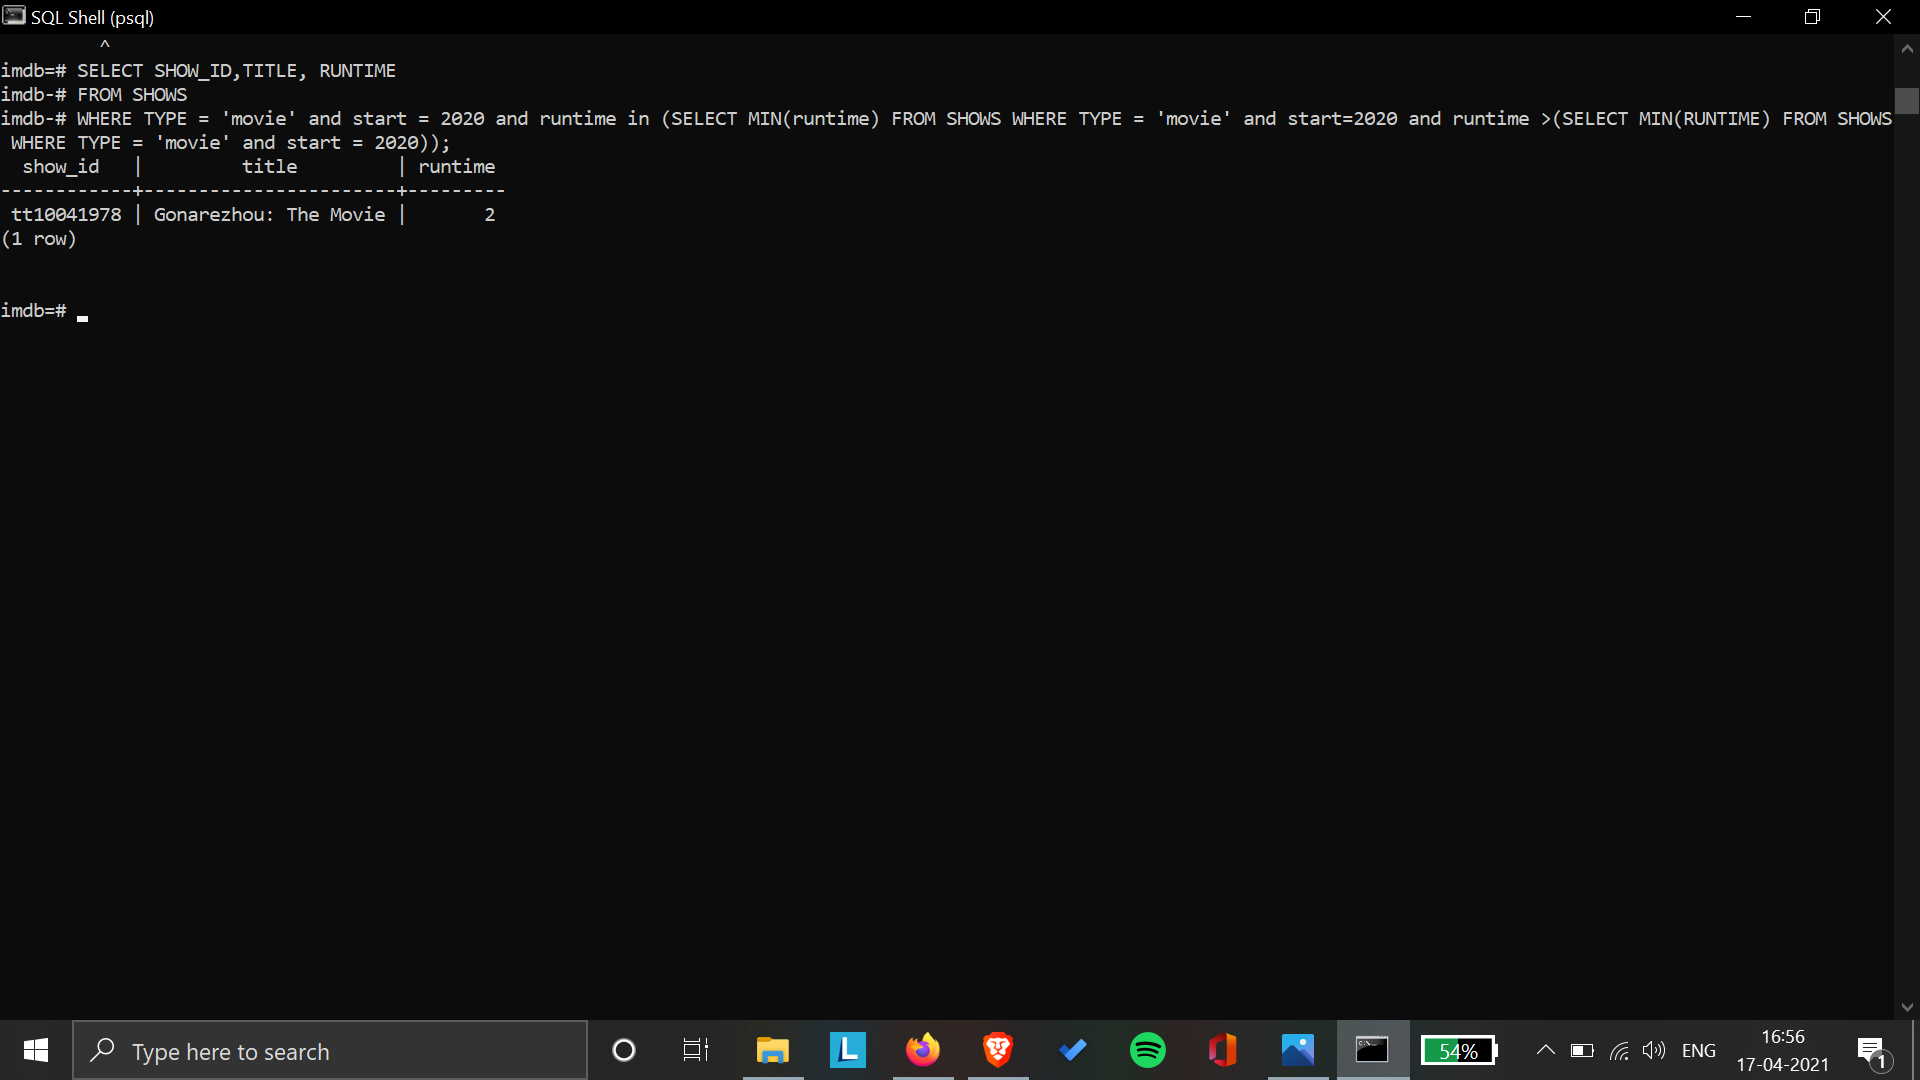 SQL Shell (psql)
^
imdb=# SELECT SHOW_ID,TITLE, RUNTIME
imdb-# FROM SHOWS
imdb-# WHERE TYPE = 'movie' and start = 2020 and runtime in (SELECT MIN(runtime) FROM SHOWS WHERE TYPE = 'movie' and start=2020 and runtime >(SELECT MIN(RUNTIME) FROM SHOWS
WHERE TYPE = 'movie' and start = 2020));
show_id | title | runtime
------------+-----------------------+---------
tt10041978 | Gonarezhou: The Movie | 2
(1 row)
imdb=#
Type here to search
L
C:\_
54%
ENG
16:56
17-04-2021
1